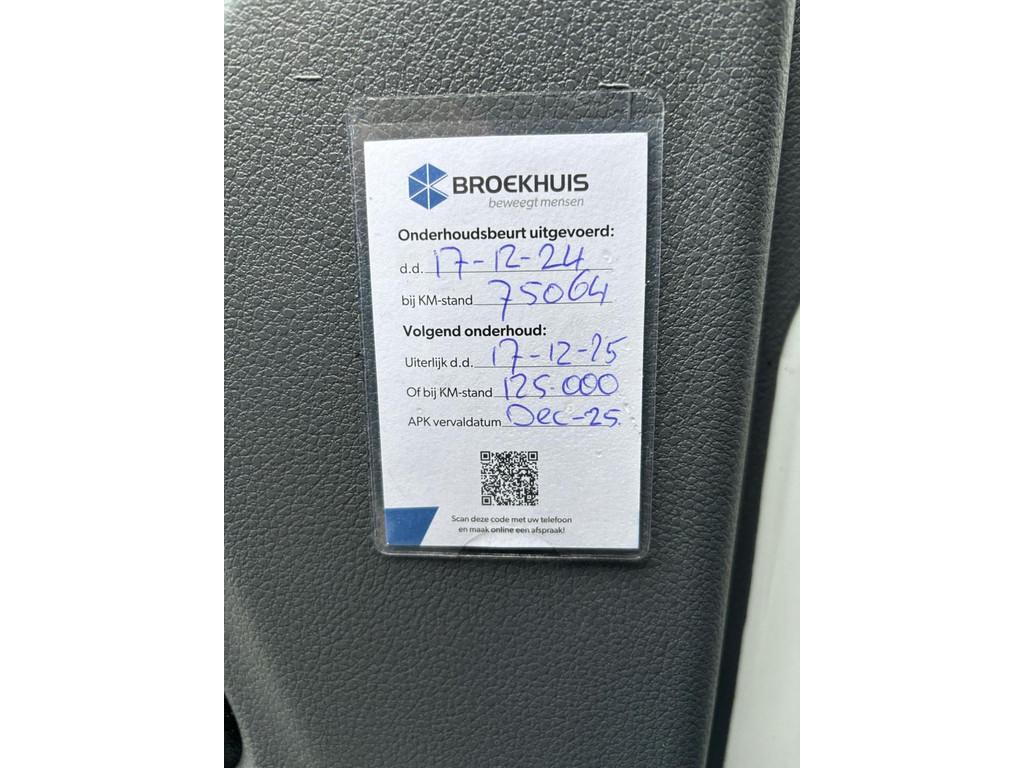 BROEKHUIS
beweegt mensen
Onderhoudsbeurt uitgevoerd:
d.d. 17-12-24
bij KM-stand 75064
Volgend onderhoud:
Uiterlijk d.d. 17-12-25
Of bij KM-stand 125.000
APK vervaldatum Dec-25.
Scan deze code met uw telefoon
en maak online een afspraak!